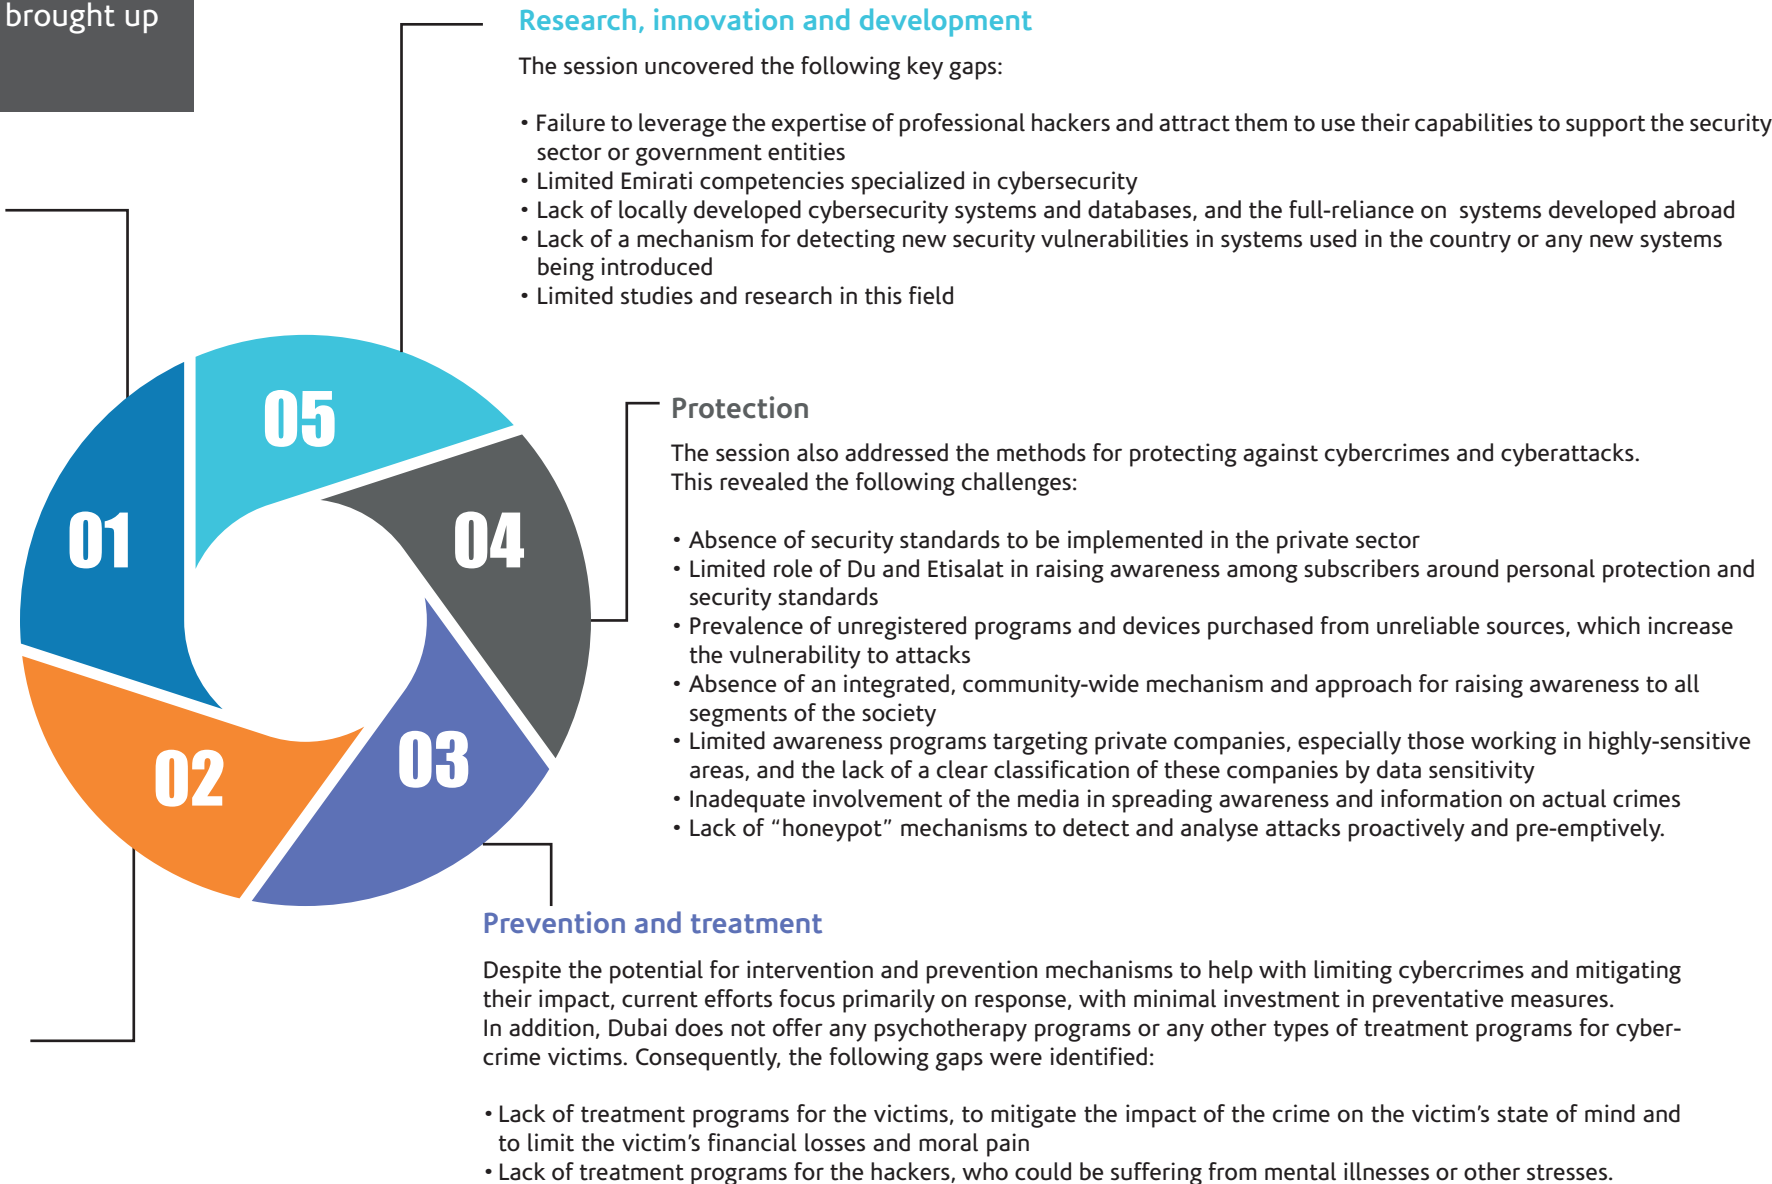 brought up
Research, innovation and development
The session uncovered the following key gaps:
• Failure to leverage the expertise of professional hackers and attract them to use their capabilities to support the security
sector or government entities
• Limited Emirati competencies specialized in cybersecurity
• Lack of locally developed cybersecurity systems and databases, and the full-reliance on systems developed abroad
• Lack of a mechanism for detecting new security vulnerabilities in systems used in the country or any new systems
being introduced
• Limited studies and research in this field
05
01
04
02
03
Protection
The session also addressed the methods for protecting against cybercrimes and cyberattacks.
This revealed the following challenges:
• Absence of security standards to be implemented in the private sector
• Limited role of Du and Etisalat in raising awareness among subscribers around personal protection and
security standards
• Prevalence of unregistered programs and devices purchased from unreliable sources, which increase
the vulnerability to attacks
• Absence of an integrated, community-wide mechanism and approach for raising awareness to all
segments of the society
• Limited awareness programs targeting private companies, especially those working in highly-sensitive
areas, and the lack of a clear classification of these companies by data sensitivity
• Inadequate involvement of the media in spreading awareness and information on actual crimes
• Lack of “honeypot” mechanisms to detect and analyse attacks proactively and pre-emptively.
Prevention and treatment
Despite the potential for intervention and prevention mechanisms to help with limiting cybercrimes and mitigating
their impact, current efforts focus primarily on response, with minimal investment in preventative measures.
In addition, Dubai does not offer any psychotherapy programs or any other types of treatment programs for cyber-
crime victims. Consequently, the following gaps were identified:
• Lack of treatment programs for the victims, to mitigate the impact of the crime on the victim’s state of mind and
to limit the victim’s financial losses and moral pain
• Lack of treatment programs for the hackers, who could be suffering from mental illnesses or other stresses.